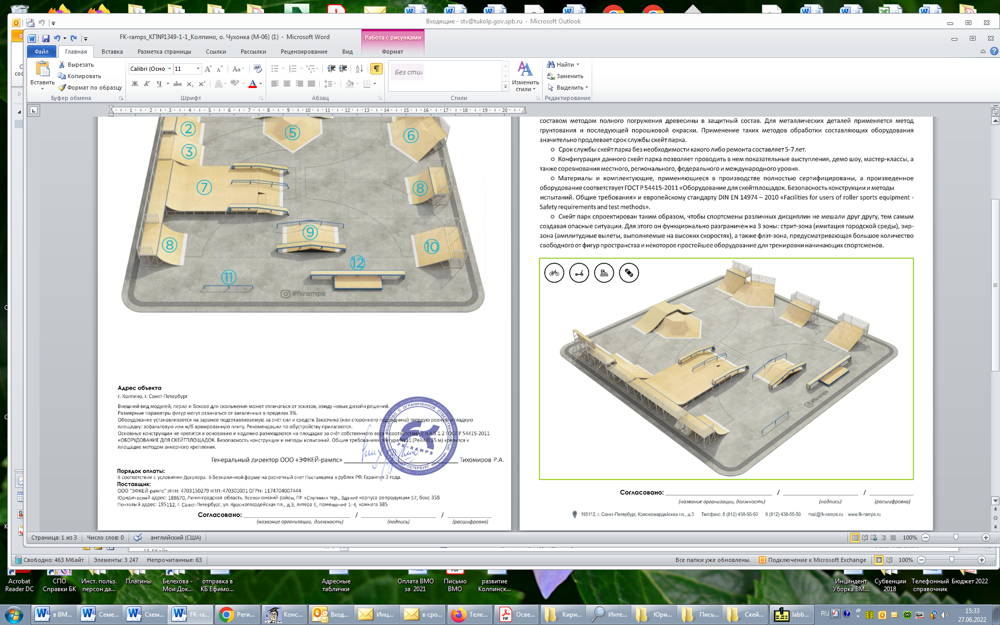 Входящие - stv@tukolp.gov.spb.ru - Microsoft Outlook
FK-ramps_КП№1349-1-1_Колпино, о. Чухонка (М-06) (1) - Microsoft Word
Работа с рисунками
Файл
Главная
Вставка
Разметка страницы
Ссылки
Рассылки
Рецензирование
Вид
Формат
Вставить
Вырезать
Копировать
Формат по образцу
Буфер обмена
Calibri (Осно
11
Шрифт
Абзац
Без сти
Изменить стили
Стили
Найти
Заменить
Выделить
Редактирование
1 2 3 4 5 6 7 8 9 10 11 12 13 14 15 16 17 18 19 20
2
3
5
6
7
8
9
8
10
11
12
#fkramps
Адрес объекта
г. Колпино, г. Санкт-Петербург
Внешний вид модулей, перил и боксов для скольжения может отличаться от эскизов, ввиду новых дизайн решений.
Размерные параметры фигур могут отличаться от заявленных в пределах 3%.
Оборудование устанавливается на заранее подготавливаемую за счёт сил и средств Заказчика (или стороннего подрядчика) твердую ровную и гладкую
площадку: асфальтовую или ж/б армированную плиту. Рекомендации по обустройству прилагаются.
Основные конструкции не крепятся к основанию и надежно размещаются на площадке за счёт собственного веса в соответствии с п.4.5.1.2 ГОСТ Р 54415-2011
«ОБОРУДОВАНИЕ ДЛЯ СКЕЙТПЛОЩАДОК. Безопасность конструкции и методы испытаний. Общие требования». Фигура №11 (Рейл 0.35 м) крепится к
площадке методом анкерного крепления.
FK-RAMPS
Генеральный директор ООО «ЭФКЕЙ-рампс» Тихомиров Р.А.
Порядок оплаты:
В соответствии с условиями Договора. В безналичной форме на расчетный счет Поставщика в рублях РФ. Гарантия 2 года.
Поставщик:
ООО "ЭФКЕЙ-рампс" ИНН: 4703150279 КПП: 470301001 ОГРН: 1174704007444
Юридический адрес: 188670, Ленинградская область, Всеволожский район, ПР «Спутник» тер., Здание корпуса репродукции 57, бокс 358
Почтовый адрес: 195112, г. Санкт-Петербург, ул. Красногвардейская пл., д.3, литера Е, помещение 1-Н, комната 385
Согласовано: / /
(название организации, должность) (подпись) (расшифровка)
составом методом полного погружения древесины в защитный состав. Для металлических деталей применяется метод
грунтования и последующей порошковой окраски. Применение таких методов обработки составляющих оборудования
значительно продлевает срок службы скейт парка.
○ Срок службы скейт парка без необходимости какого либо ремонта составляет 5-7 лет.
○ Конфигурация данного скейт парка позволяет проводить в нем показательные выступления, демо шоу, мастер-классы, а
также соревнования местного, регионального, федерального и международного уровня.
○ Материалы и комплектующие, применяющиеся в производстве полностью сертифицированы, а произведенное
оборудование соответствует ГОСТ Р 54415-2011 «Оборудование для скейтплощадок. Безопасность конструкции и методы
испытаний. Общие требования» и европейскому стандарту DIN EN 14974 – 2010 «Facilities for users of roller sports equipment -
Safety requirements and test methods».
○ Скейт парк спроектирован таким образом, чтобы спортсмены различных дисциплин не мешали друг другу, тем самым
создавая опасные ситуации. Для этого он функционально разграничен на 3 зоны: стрит-зона (имитация городской среды), эир-
зона (амплитудные вылеты, выполняемые на высоких скоростях), а также флэт-зона, предусматривающая большое количество
свободного от фигур пространства и некоторое простейшее оборудование для тренировки начинающих спортсменов.
#fkramps
Согласовано: / /
(название организации, должность) (подпись) (расшифровка)
195112, г. Санкт-Петербург, Красногвардейская пл., д.3 Тел\факс: 8 (812) 438-55-50 8 (812) 438-55-50 mail@fk-ramps.ru www.fk-ramps.ru
Страница: 1 из 3
Число слов: 0
английский (США)
100%
15 Кбайт
Свободно: 463 Мбайт
Элементы: 3 247
Непрочитанные: 63
Все папки уже обновлены.
Подключение к Microsoft Exchange
100%
Acrobat Reader DC
СПО Справки БК
Инст. польз. персон да...
Плагины
Белехова - Мои Док...
отправка в КБ Ефимо...
Адресные таблички
Оплата ВМО за 2021
Письмо ВМО
развитие Колпинск...
Инциндент Уборка ВМ...
Субвенции 2018
Телефонный справочник
Бюджет 2022
в ВМ...
Семе...
Схем...
FK-ra...
Реги...
Конс...
Вход...
Инц...
в сро...
Теле...
Осве...
Кири...
Инте...
Юри...
Пись...
Скей...
Jabb...
RU
15:33
27.06.2022